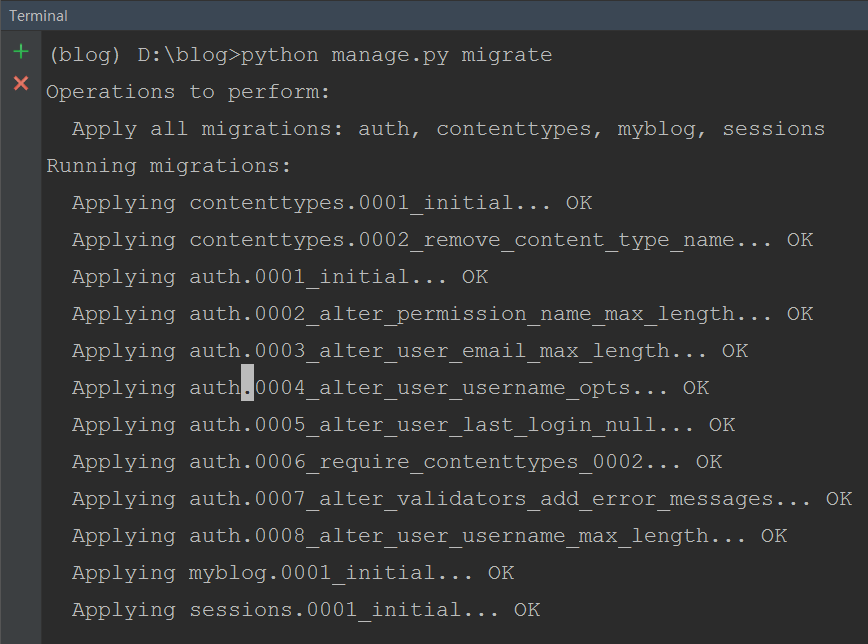 Terminal
(blog) D:\blog>python manage.py migrate
Operations to perform:
  Apply all migrations: auth, contenttypes, myblog, sessions
Running migrations:
  Applying contenttypes.0001_initial... OK
  Applying contenttypes.0002_remove_content_type_name... OK
  Applying auth.0001_initial... OK
  Applying auth.0002_alter_permission_name_max_length... OK
  Applying auth.0003_alter_user_email_max_length... OK
  Applying auth.0004_alter_user_username_opts... OK
  Applying auth.0005_alter_user_last_login_null... OK
  Applying auth.0006_require_contenttypes_0002... OK
  Applying auth.0007_alter_validators_add_error_messages... OK
  Applying auth.0008_alter_user_username_max_length... OK
  Applying myblog.0001_initial... OK
  Applying sessions.0001_initial... OK